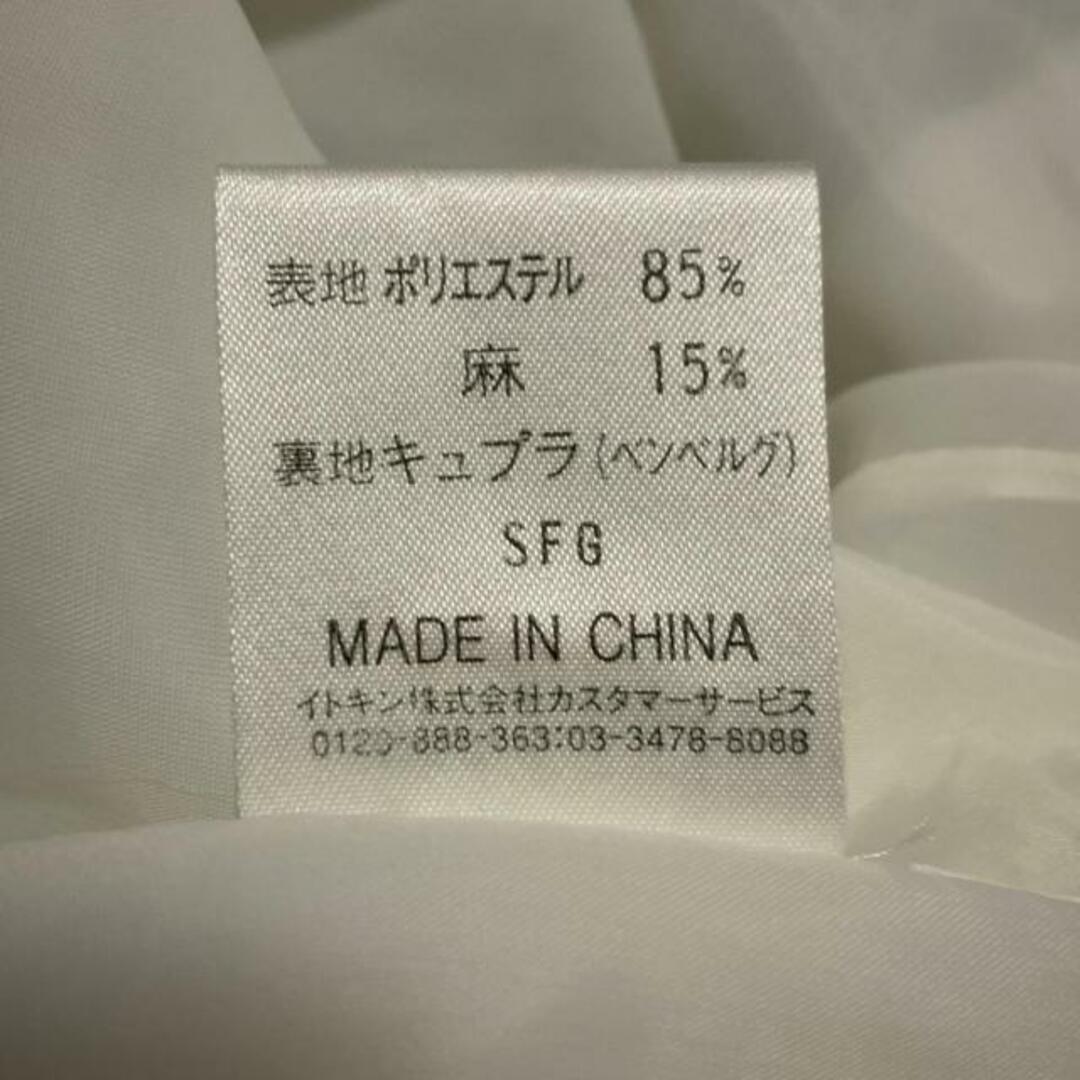 表地 ポリエステル 85%
麻 15%
裏地キュプラ(ベンベルグ)
SFG
MADE IN CHINA
イトキン株式会社カスタマーサービス
0120-888-363:03-3478-8088